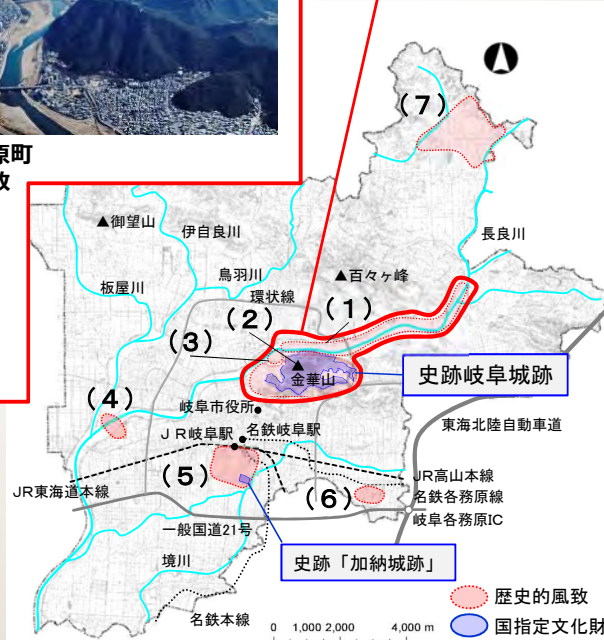 原町
致
(7)
▲御望山
伊自良川
長良川
鳥羽川
▲百々ヶ峰
板屋川
環状線
(1)
(2)
(3)
史跡岐阜城跡
金華山
(4)
岐阜市役所
東海北陸自動車道
名鉄岐阜駅
JR岐阜駅
(5)
JR高山本線
(6)
JR東海道本線
名鉄各務原線
岐阜各務原IC
一般国道21号
史跡「加納城跡」
境川
歴史的風致
名鉄本線
0 1,000 2,000 4,000 m
国指定文化財